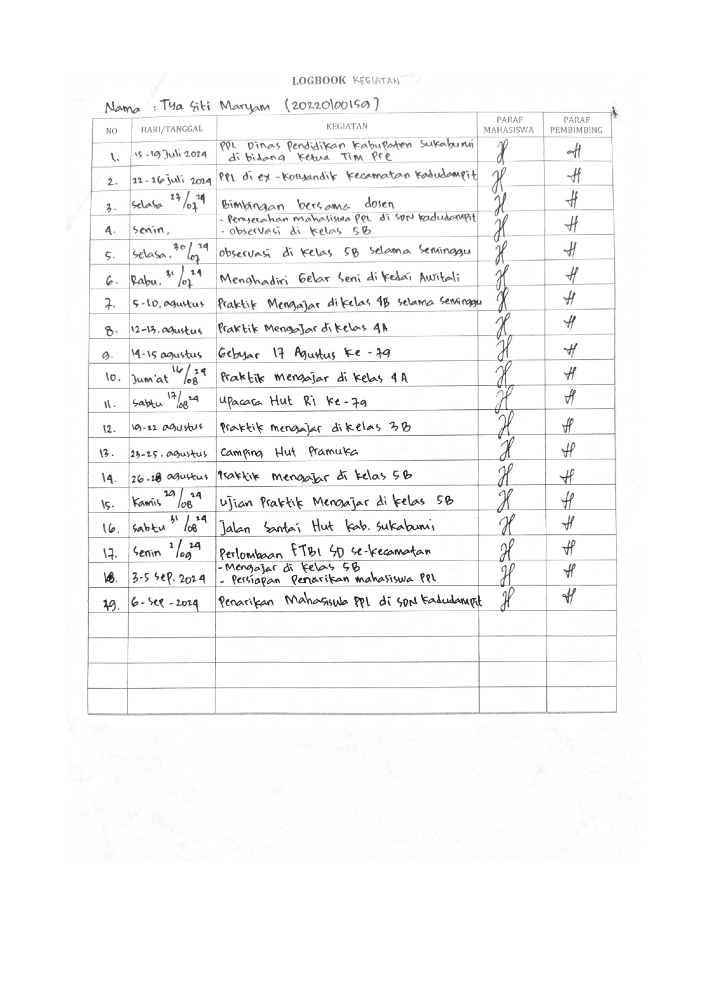 LOGBOOK KEGIATAN
Nama : Tya Siti Maryam (20220100159)
NO HARI/TANGGAL KEGIATAN PARAF MAHASISWA PARAF PEMBIMBING
1. 15-19 Juli 2024 PPL Dinas Pendidikan Kabupaten Sukabumi
di bidang Ketua Tim Pre
2. 22-26 juli 2024 PPL di ex-Koryandik Kecamatan Kadudampit
3. Selasa 23/07 24 Bimbingan bersama dosen
4. Senin, - Penyerahan mahasiswa PPL di SDN Kadudampit
- Observasi di kelas 5B
5. Selasa, 30/07 24 Observasi di kelas 5B selama seminggu
6. Rabu, 31/07 24 Menghadiri Gelar Seni di kedai Awitali
7. 5-10, agustus Praktik Mengajar di kelas 4B selama seminggu
8. 12-13, agustus Praktik Mengajar di kelas 4A
9. 14-15 agustus Gebyar 17 Agustus ke-79
10. Jum'at 16/08 24 Praktik mengajar di kelas 4A
11. Sabtu 17/08 24 Upacara Hut Ri ke-79
12. 19-22 agustus Praktik mengajar di kelas 3B
13. 23-25, agustus Camping Hut Pramuka
14. 26-28 agustus Praktik mengajar di kelas 5B
15. Kamis 29/08 24 Ujian Praktik Mengajar di kelas 5B
16. Sabtu 31/08 24 Jalan Santai Hut Kab. Sukabumi
17. Senin 2/09 24 Perlombaan FTBI SD se-kecamatan
18. 3-5 Sep. 2024 - Mengajar di kelas 5B
- Persiapan Penarikan mahasiswa PPL
19. 6-Sep-2024 Penarikan Mahasiswa PPL di SDN Kadudampit